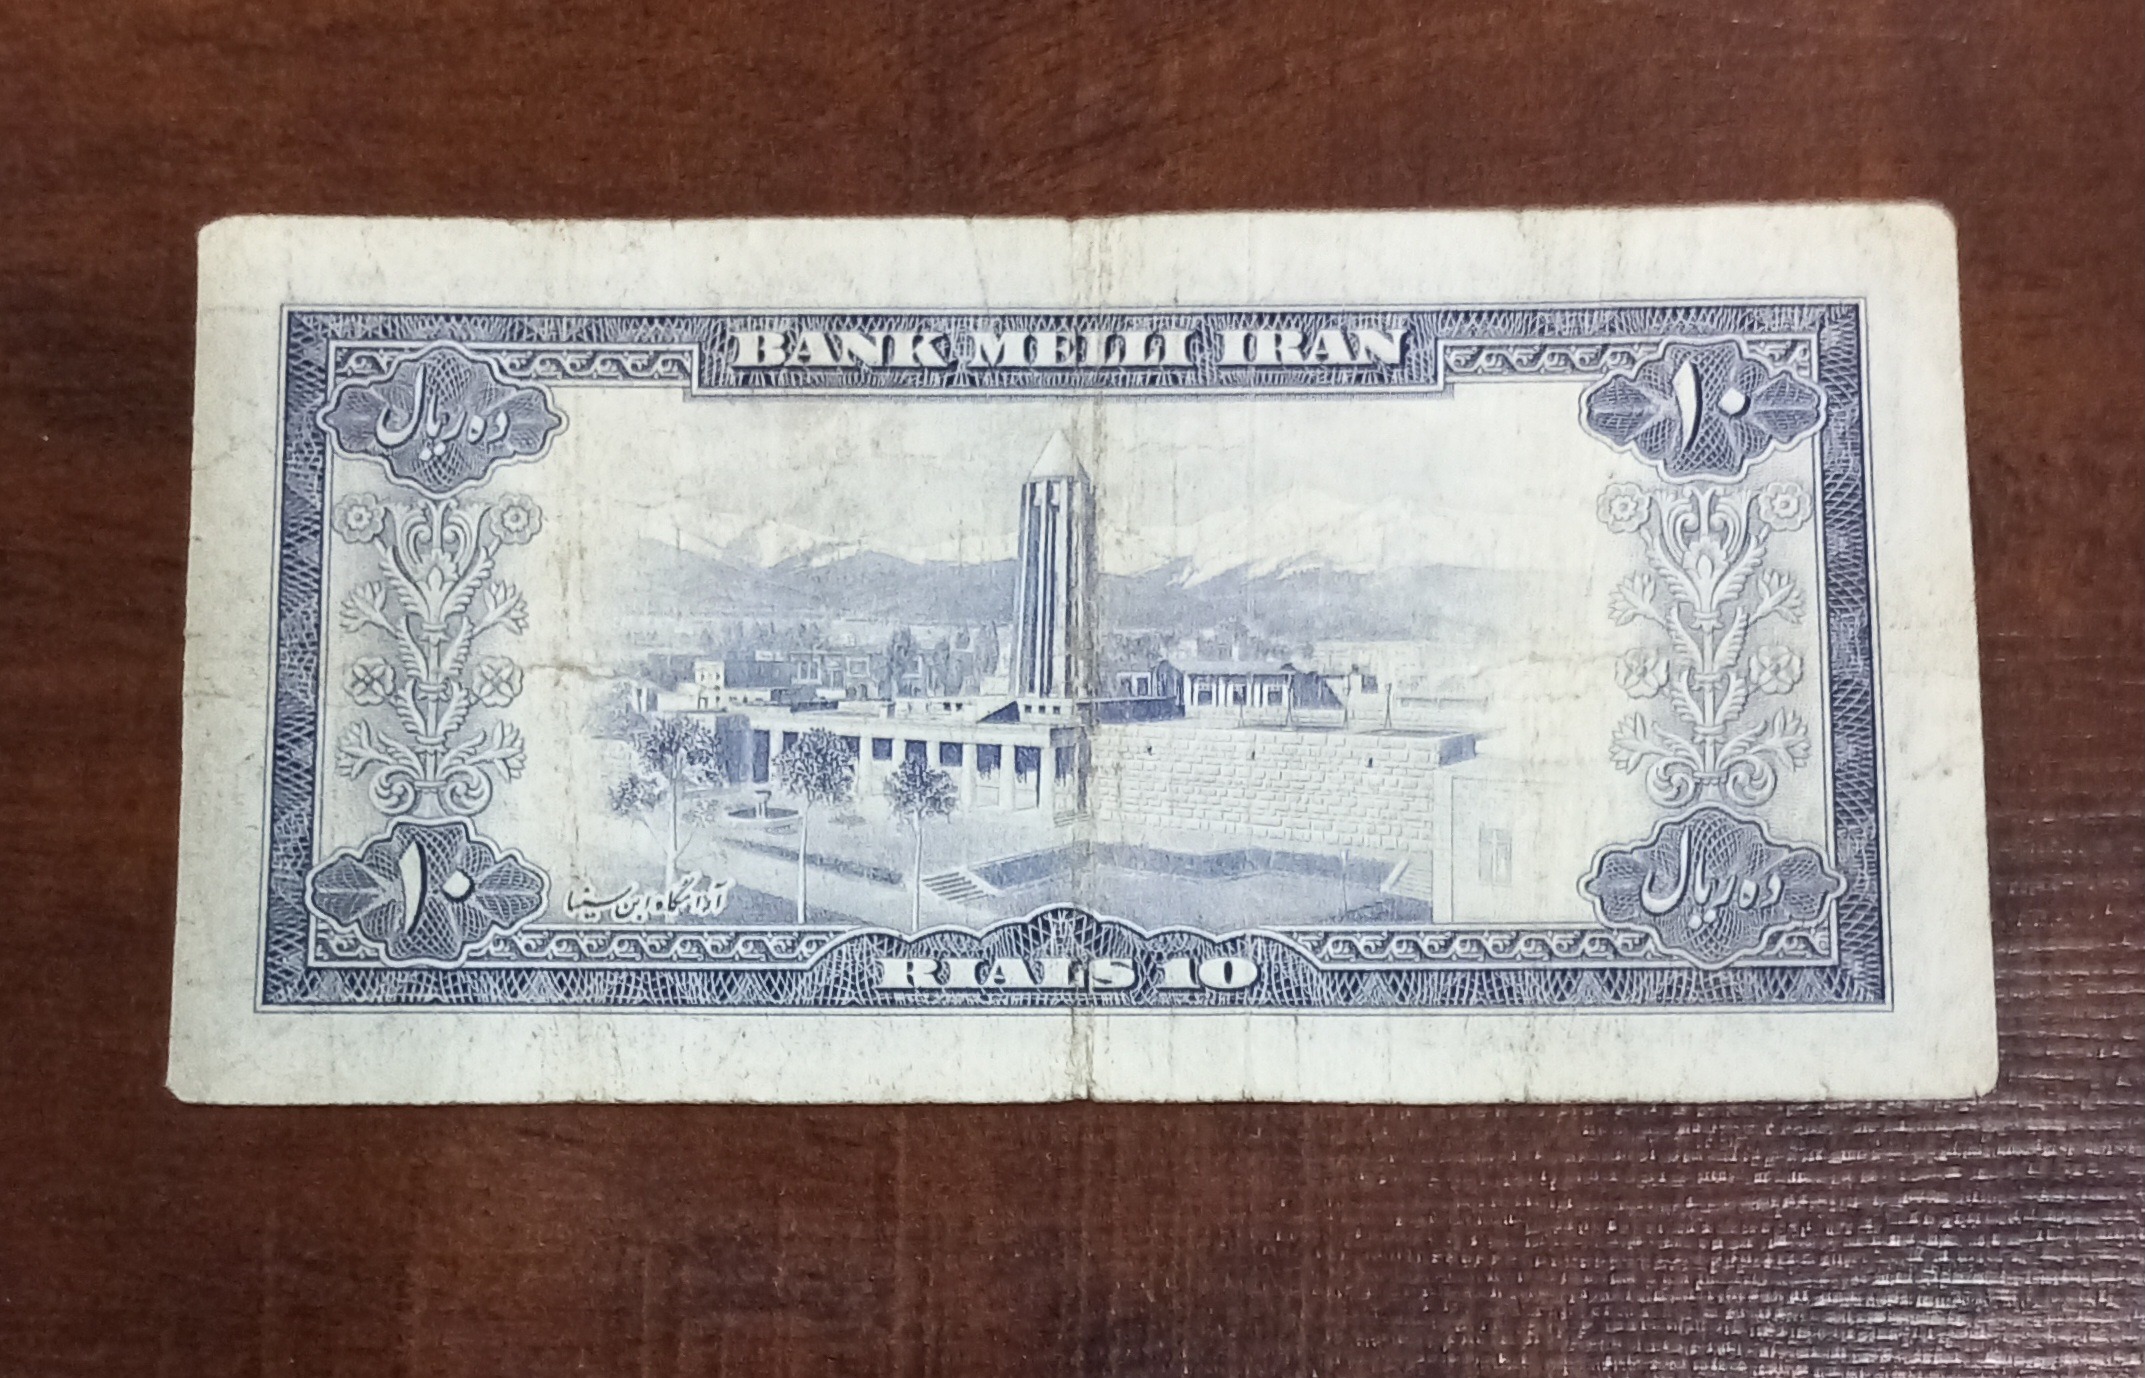 BANK MELLI IRAN
ده ریال
۱۰
۱۰
آرامگاه ابن سینا
ده ریال
RIALS 10